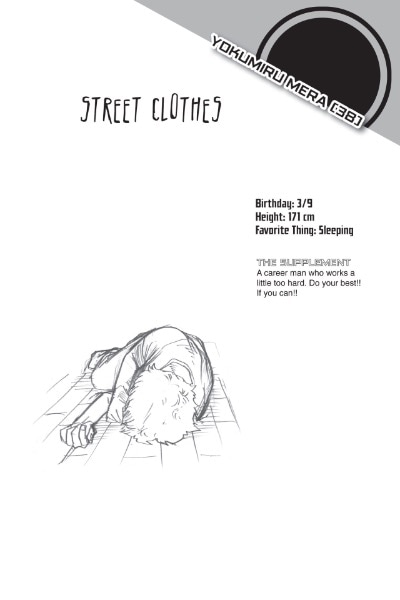 YOKUMIRU MERA (38)
STREET CLOTHES
Birthday: 3/9
Height: 171 cm
Favorite Thing: Sleeping
THE SUPPLEMENT
A career man who works a
little too hard. Do your best!!
If you can!!